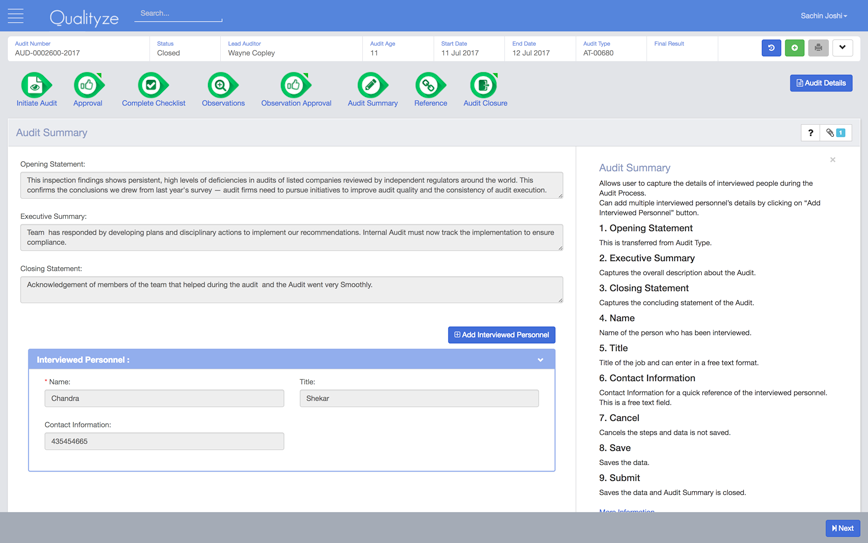 Qualityze
Search...
Sachin Joshi
Audit Number
AUD-0002600-2017
Status
Closed
Lead Auditor
Wayne Copley
Audit Age
11
Start Date
11 Jul 2017
End Date
12 Jul 2017
Audit Type
AT-00680
Final Result
Initiate Audit
Approval
Complete Checklist
Observations
Observation Approval
Audit Summary
Reference
Audit Closure
Audit Details
Audit Summary
?
1
Opening Statement:
This inspection findings shows persistent, high levels of deficiencies in audits of listed companies reviewed by independent regulators around the world. This
confirms the conclusions we drew from last year's survey — audit firms need to pursue initiatives to improve audit quality and the consistency of audit execution.
Executive Summary:
Team has responded by developing plans and disciplinary actions to implement our recommendations. Internal Audit must now track the implementation to ensure
compliance.
Closing Statement:
Acknowledgement of members of the team that helped during the audit and the Audit went very Smoothly.
Add Interviewed Personnel
Interviewed Personnel :
* Name:
Chandra
Title:
Shekar
Contact Information:
435454665
×
Audit Summary
Allows user to capture the details of interviewed people during the
Audit Process.
Can add multiple interviewed personnel's details by clicking on "Add
Interviewed Personnel" button.
1. Opening Statement
This is transferred from Audit Type.
2. Executive Summary
Captures the overall description about the Audit.
3. Closing Statement
Captures the concluding statement of the Audit.
4. Name
Name of the person who has been interviewed.
5. Title
Title of the job and can enter in a free text format.
6. Contact Information
Contact Information for a quick reference of the interviewed personnel.
This is a free text field.
7. Cancel
Cancels the steps and data is not saved.
8. Save
Saves the data.
9. Submit
Saves the data and Audit Summary is closed.
More Information
Next